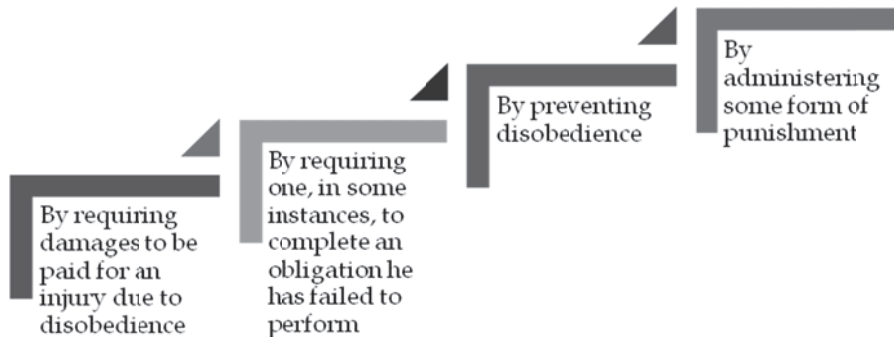 By requiring
damages to be
paid for an
injury due to
disobedience
By requiring
one, in some
instances, to
complete an
obligation he
has failed to
perform
By preventing
disobedience
By
administering
some form of
punishment